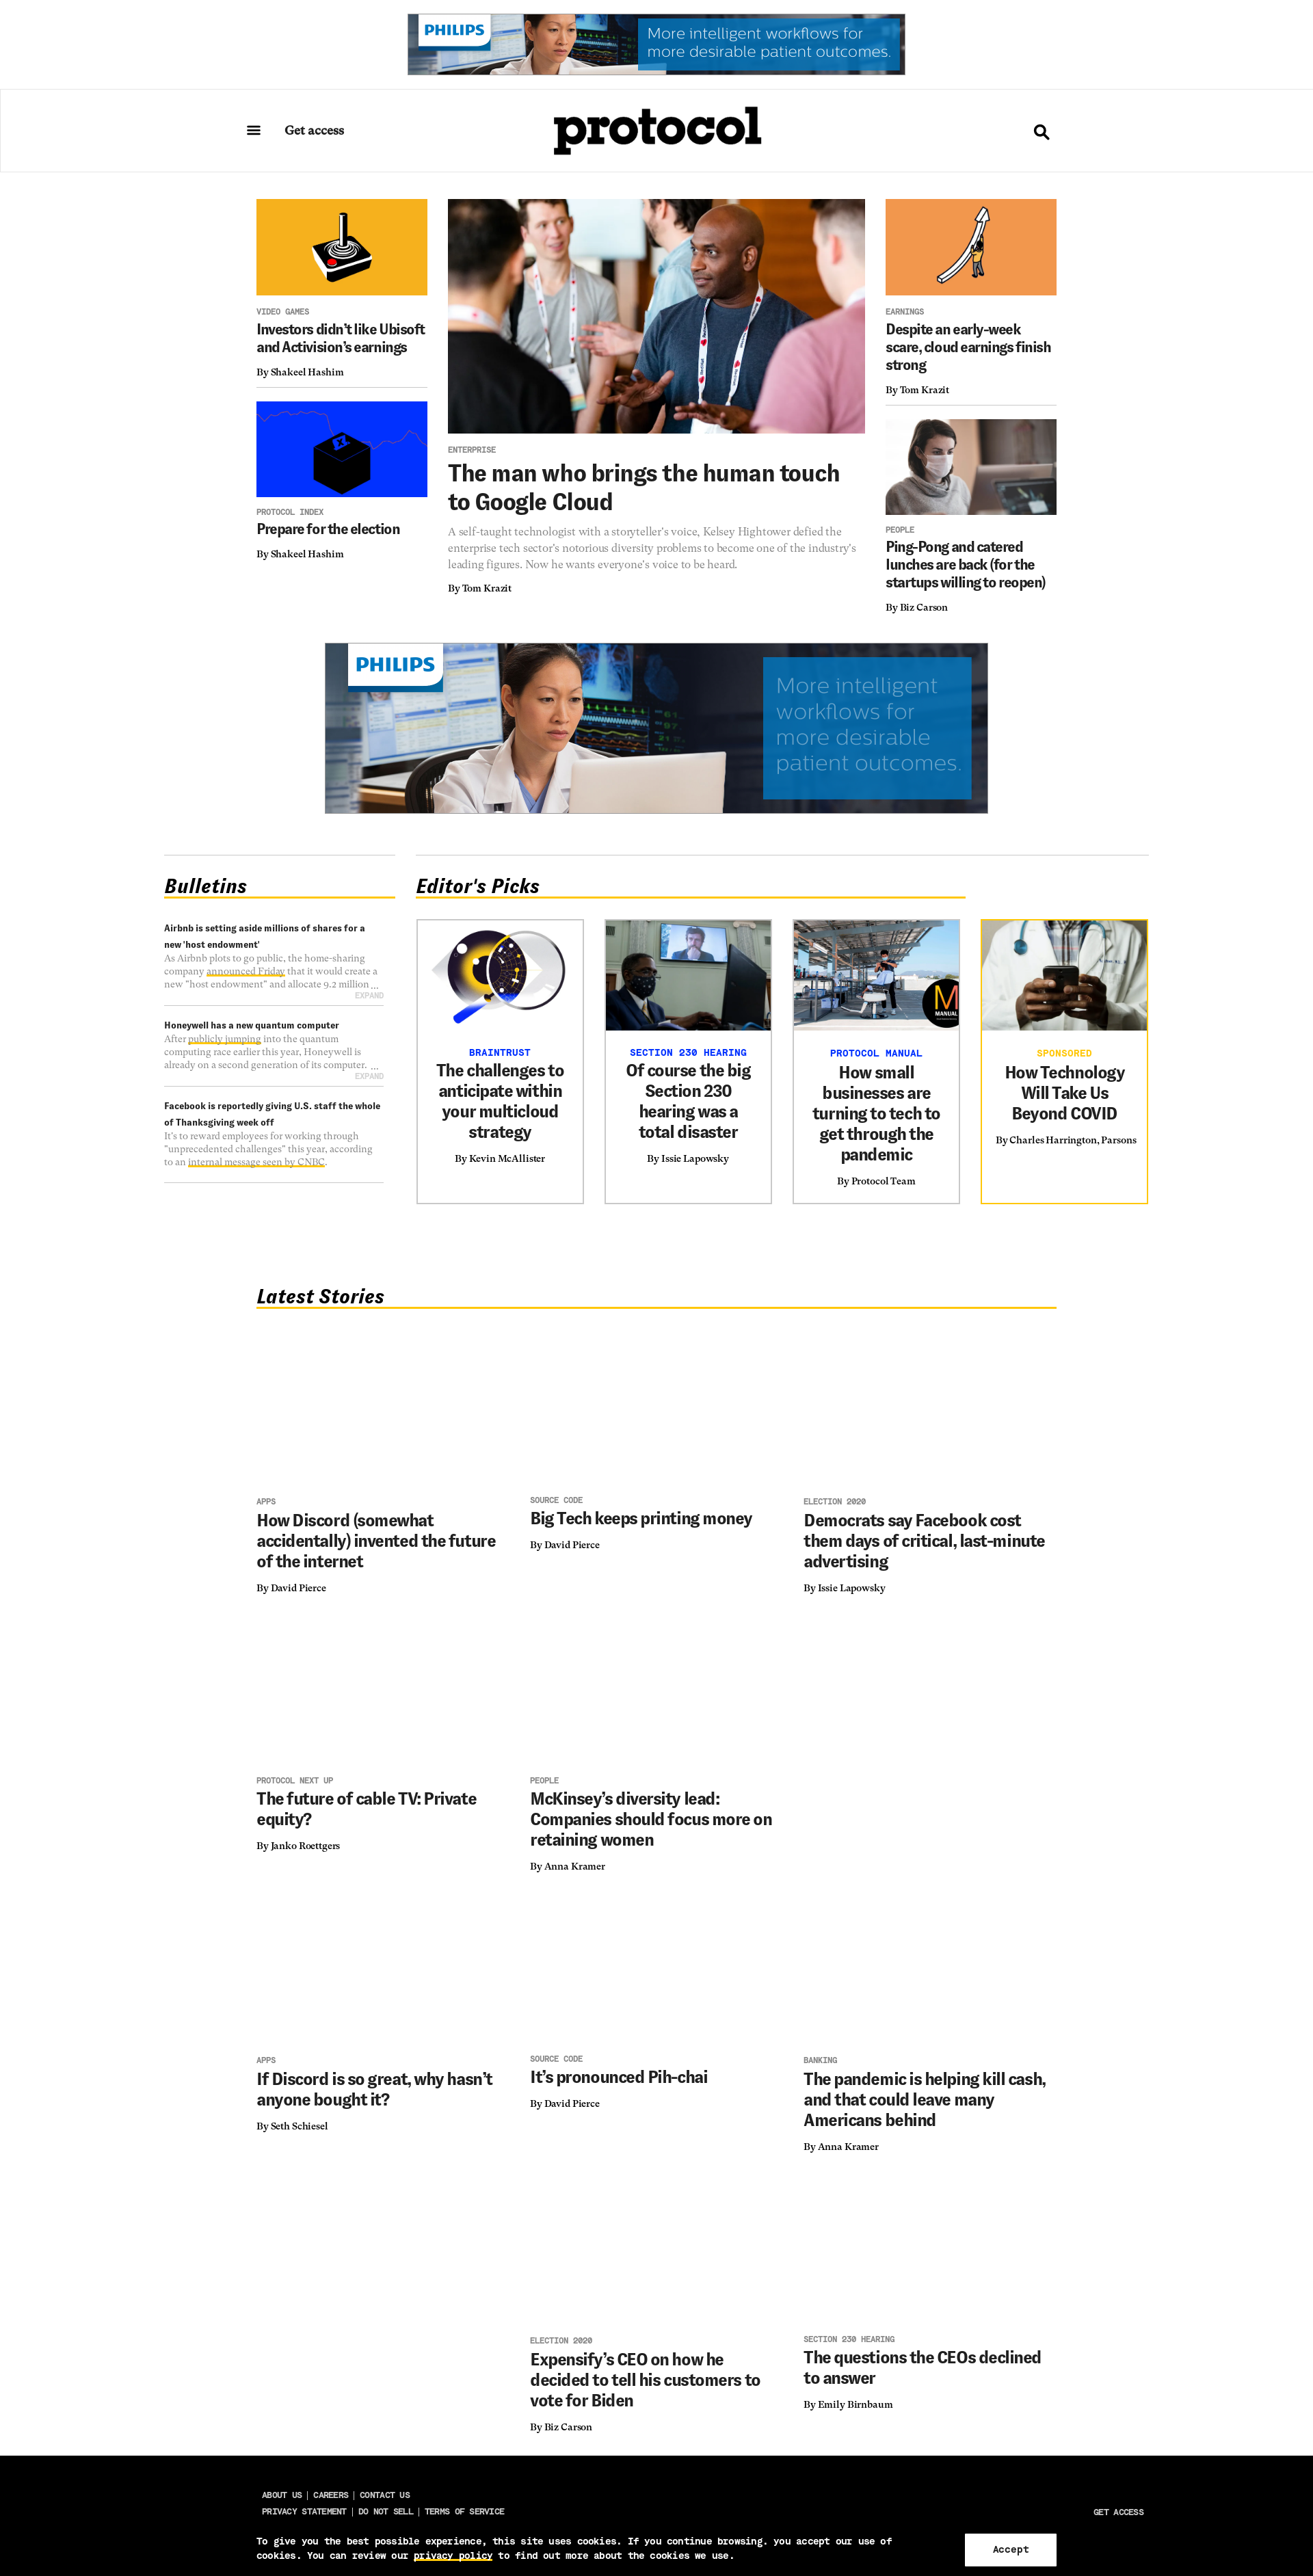 PHILIPS
More intelligent workflows for
more desirable patient outcomes.
Get access
protocol
VIDEO GAMES
Investors didn't like Ubisoft
and Activision's earnings
By Shakeel Hashim
PROTOCOL INDEX
Prepare for the election
By Shakeel Hashim
ENTERPRISE
The man who brings the human touch
to Google Cloud
A self-taught technologist with a storyteller's voice, Kelsey Hightower defied the
enterprise tech sector's notorious diversity problems to become one of the industry's
leading figures. Now he wants everyone's voice to be heard.
By Tom Krazit
EARNINGS
Despite an early-week
scare, cloud earnings finish
strong
By Tom Krazit
PEOPLE
Ping-Pong and catered
lunches are back (for the
startups willing to reopen)
By Biz Carson
PHILIPS
More intelligent
workflows for
more desirable
patient outcomes.
Bulletins
Airbnb is setting aside millions of shares for a
new 'host endowment'
As Airbnb plots to go public, the home-sharing
company announced Friday that it would create a
new "host endowment" and allocate 9.2 million ...
EXPAND
Honeywell has a new quantum computer
After publicly jumping into the quantum
computing race earlier this year, Honeywell is
already on a second generation of its computer. ...
EXPAND
Facebook is reportedly giving U.S. staff the whole
of Thanksgiving week off
It's to reward employees for working through
"unprecedented challenges" this year, according
to an internal message seen by CNBC.
Editor's Picks
BRAINTRUST
The challenges to
anticipate within
your multicloud
strategy
By Kevin McAllister
SECTION 230 HEARING
Of course the big
Section 230
hearing was a
total disaster
By Issie Lapowsky
M
MANUAL
PROTOCOL MANUAL
How small
businesses are
turning to tech to
get through the
pandemic
By Protocol Team
SPONSORED
How Technology
Will Take Us
Beyond COVID
By Charles Harrington, Parsons
Latest Stories
APPS
How Discord (somewhat
accidentally) invented the future
of the internet
By David Pierce
SOURCE CODE
Big Tech keeps printing money
By David Pierce
ELECTION 2020
Democrats say Facebook cost
them days of critical, last-minute
advertising
By Issie Lapowsky
PROTOCOL NEXT UP
The future of cable TV: Private
equity?
By Janko Roettgers
PEOPLE
McKinsey's diversity lead:
Companies should focus more on
retaining women
By Anna Kramer
APPS
If Discord is so great, why hasn't
anyone bought it?
By Seth Schiesel
SOURCE CODE
It's pronounced Pih-chai
By David Pierce
BANKING
The pandemic is helping kill cash,
and that could leave many
Americans behind
By Anna Kramer
ELECTION 2020
Expensify's CEO on how he
decided to tell his customers to
vote for Biden
By Biz Carson
SECTION 230 HEARING
The questions the CEOs declined
to answer
By Emily Birnbaum
ABOUT US | CAREERS | CONTACT US
PRIVACY STATEMENT | DO NOT SELL | TERMS OF SERVICE
GET ACCESS
To give you the best possible experience, this site uses cookies. If you continue browsing. you accept our use of
cookies. You can review our privacy policy to find out more about the cookies we use.
Accept